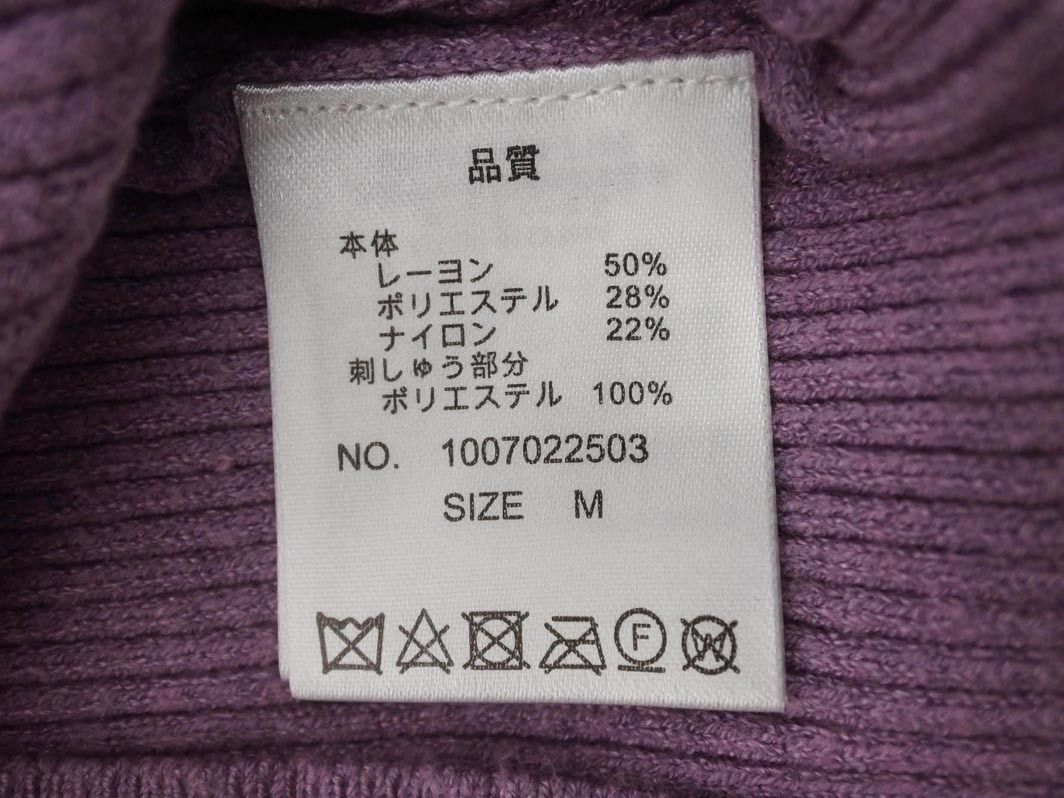 品質
本体
レーヨン 50%
ポリエステル 28%
ナイロン 22%
刺しゅう部分
ポリエステル 100%
NO. 1007022503
SIZE M
F W